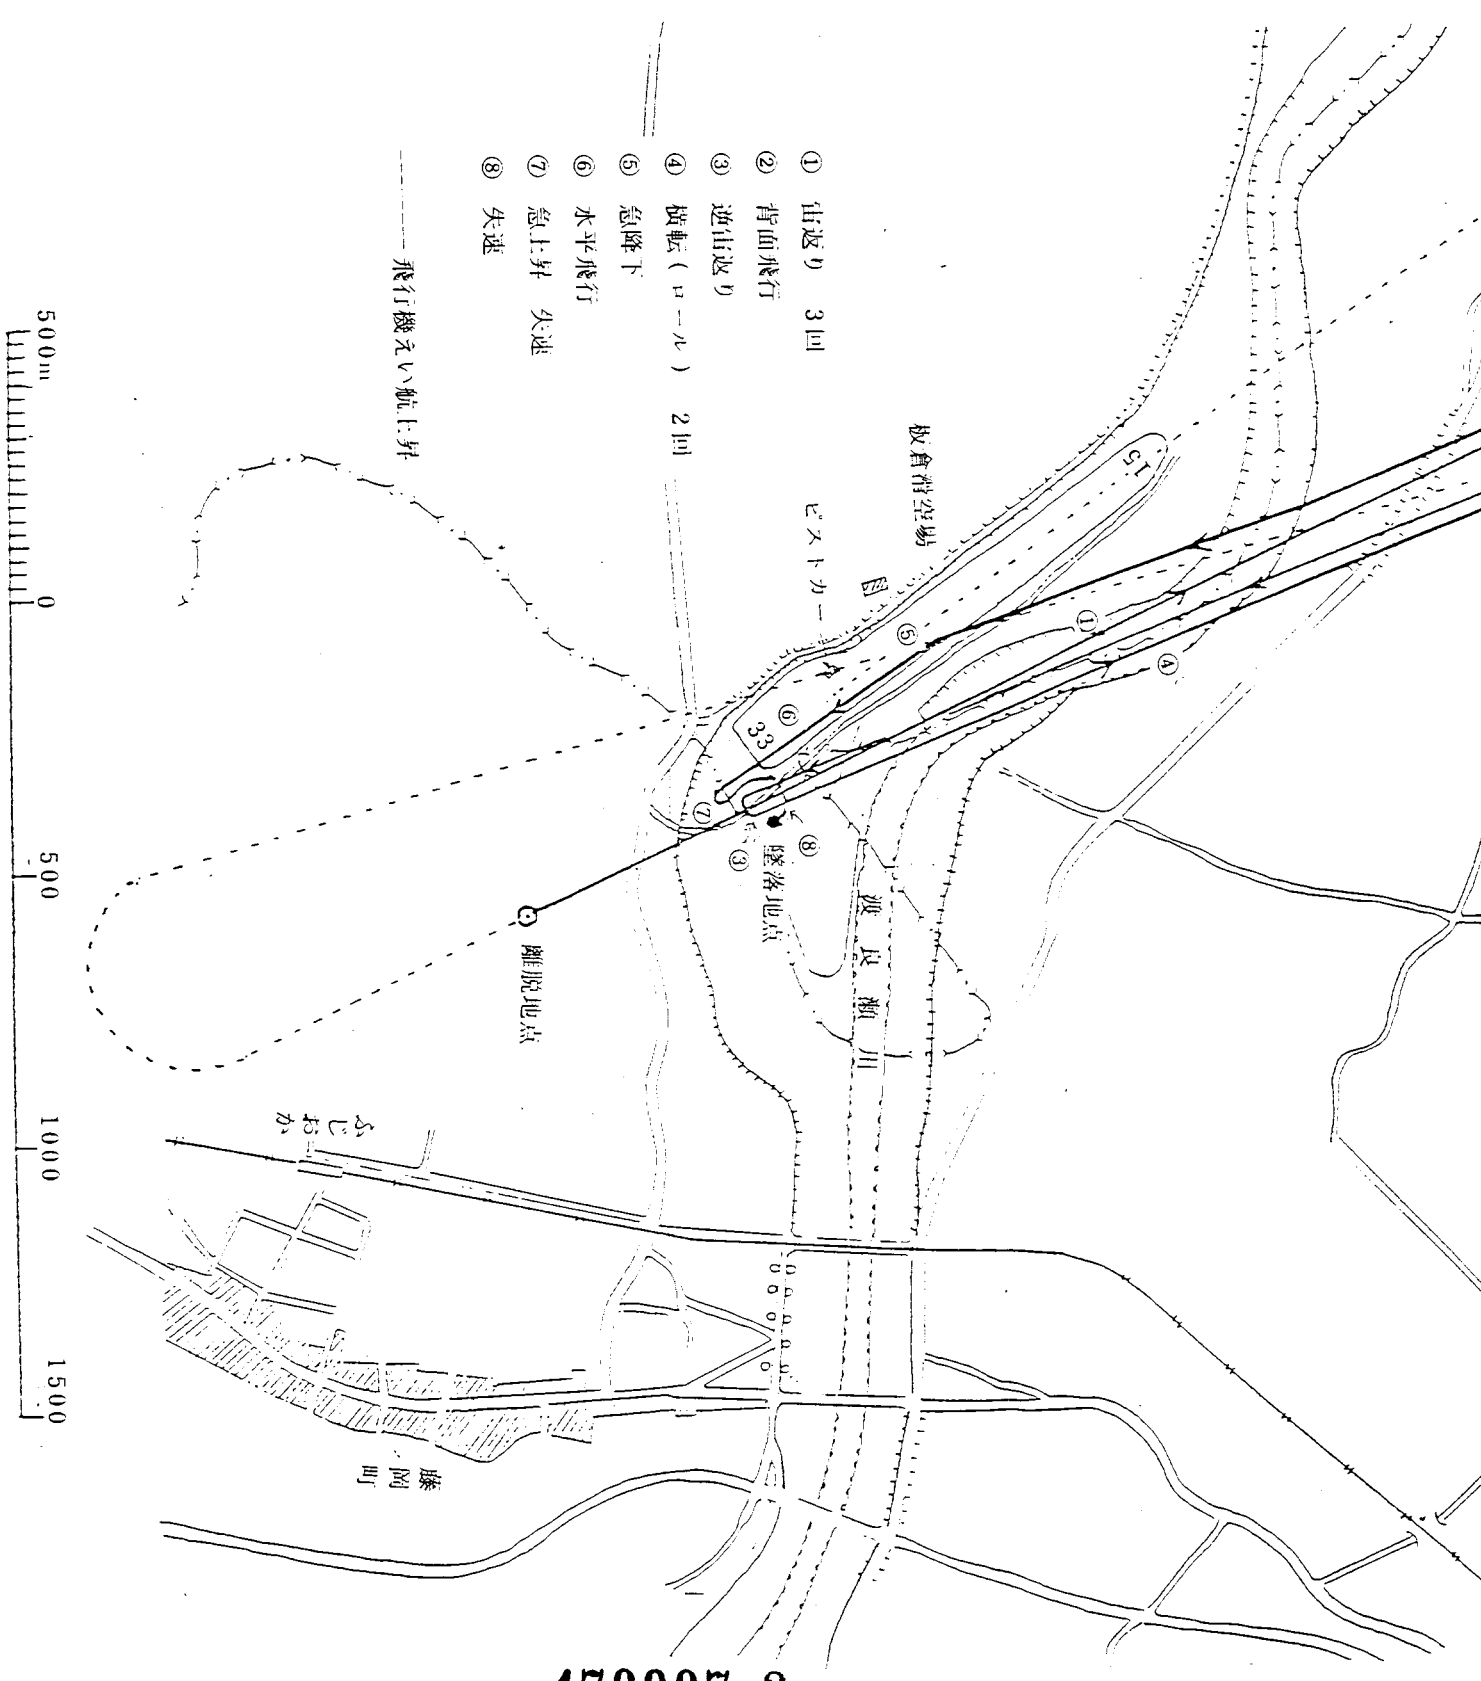 ① 宙返り 3回
② 背面飛行
③ 逆宙返り
④ 横転(ロール) 2回
⑤ 急降下
⑥ 水平飛行
⑦ 急上昇 失速
⑧ 失速
------ 飛行機えい航上昇
500m 0 500 1000 1500
板倉滑空場
ピストカー
15
33
①
④
⑤
⑥
⑦
③
⑧
墜落地点
離脱地点
渡良瀬川
ふじおか
藤岡町